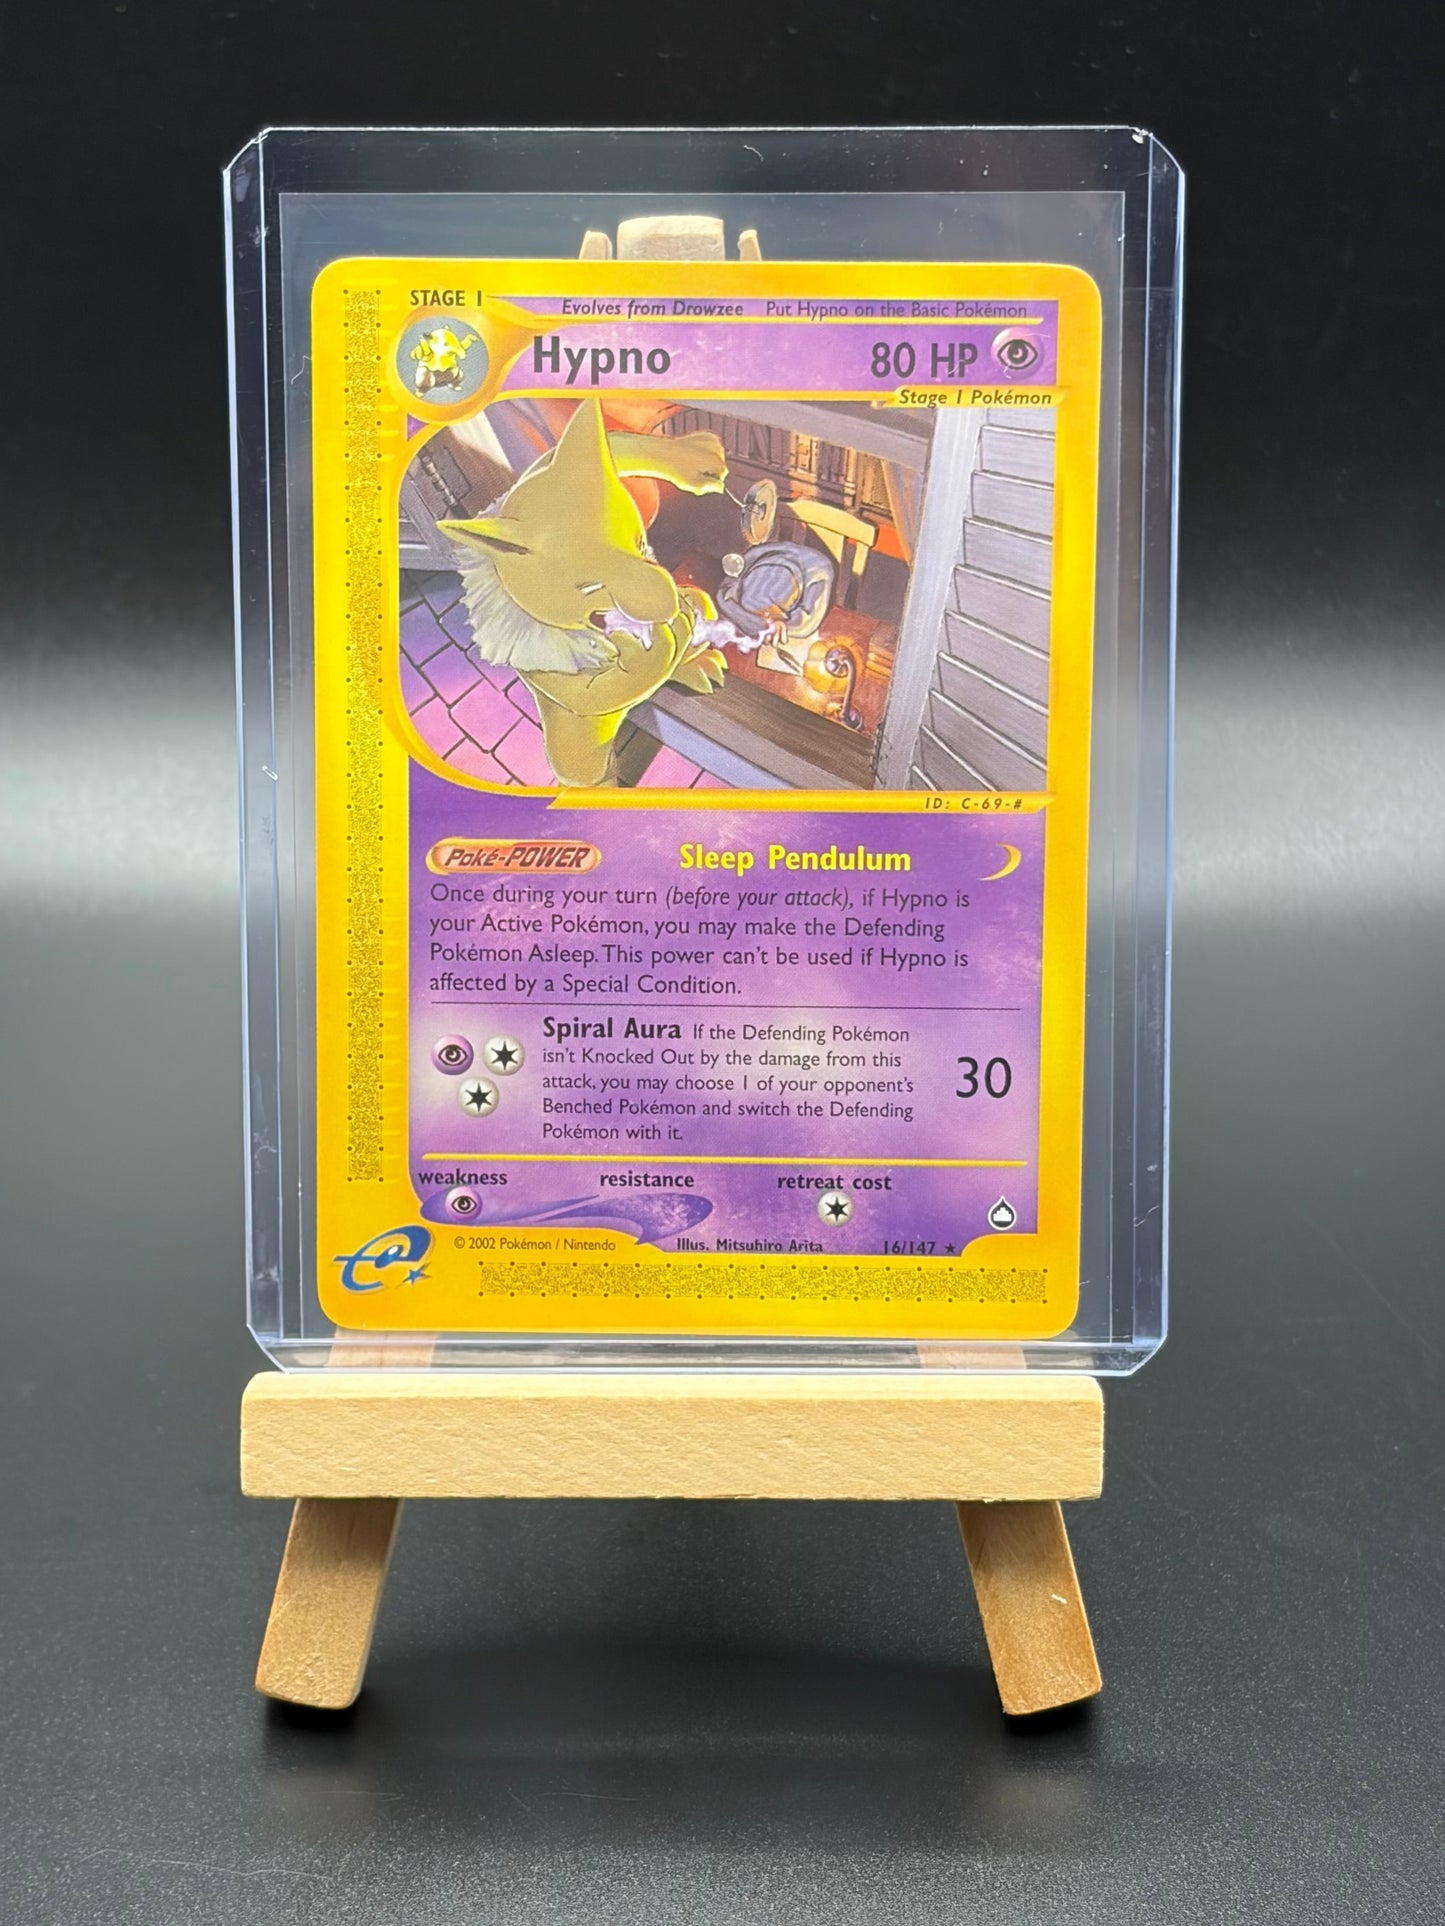 STAGE 1
Evolves from Drowzee Put Hypno on the Basic Pokémon
Hypno 80 HP
Stage 1 Pokémon
ID: C-69-#
Poké-POWER Sleep Pendulum
Once during your turn (before your attack), if Hypno is
your Active Pokémon, you may make the Defending
Pokémon Asleep. This power can't be used if Hypno is
affected by a Special Condition.
Spiral Aura If the Defending Pokémon
isn't Knocked Out by the damage from this
attack, you may choose 1 of your opponent's
Benched Pokémon and switch the Defending
Pokémon with it.
30
weakness resistance retreat cost
© 2002 Pokémon / Nintendo Illus. Mitsuhiro Arita 16/147 ★
e